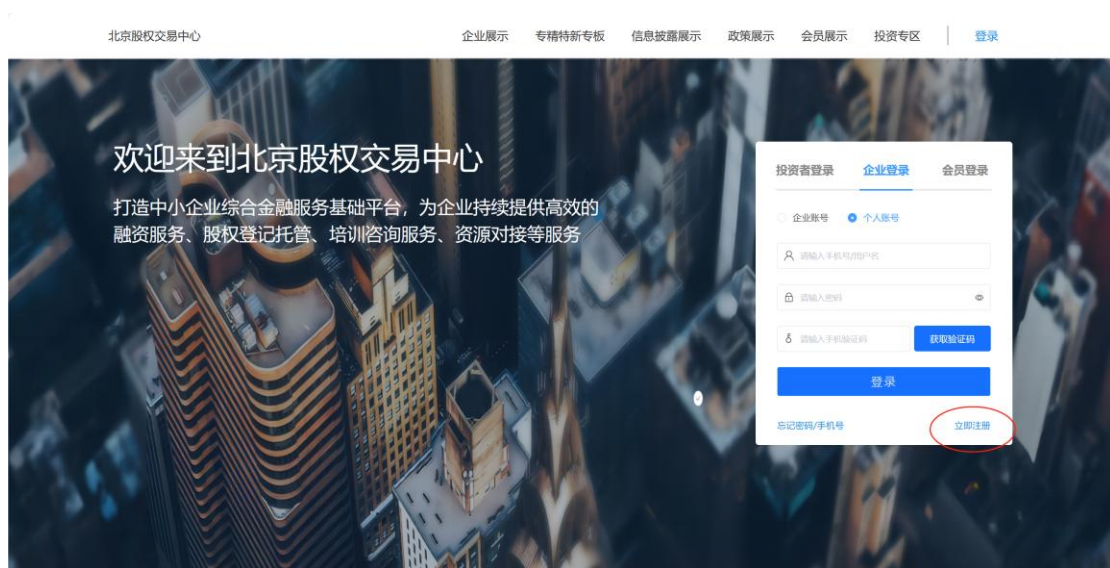 北京股权交易中心 企业展示 专精特新专板 信息披露展示 政策展示 会员展示 投资专区 登录
欢迎来到北京股权交易中心
打造中小企业综合金融服务基础平台，为企业持续提供高效的
融资服务、股权登记托管、培训咨询服务、资源对接等服务
投资者登录 企业登录 会员登录
企业账号 个人账号
请输入手机号/用户名
请输入密码
请输入手机验证码 获取验证码
登录
忘记密码/手机号 立即注册